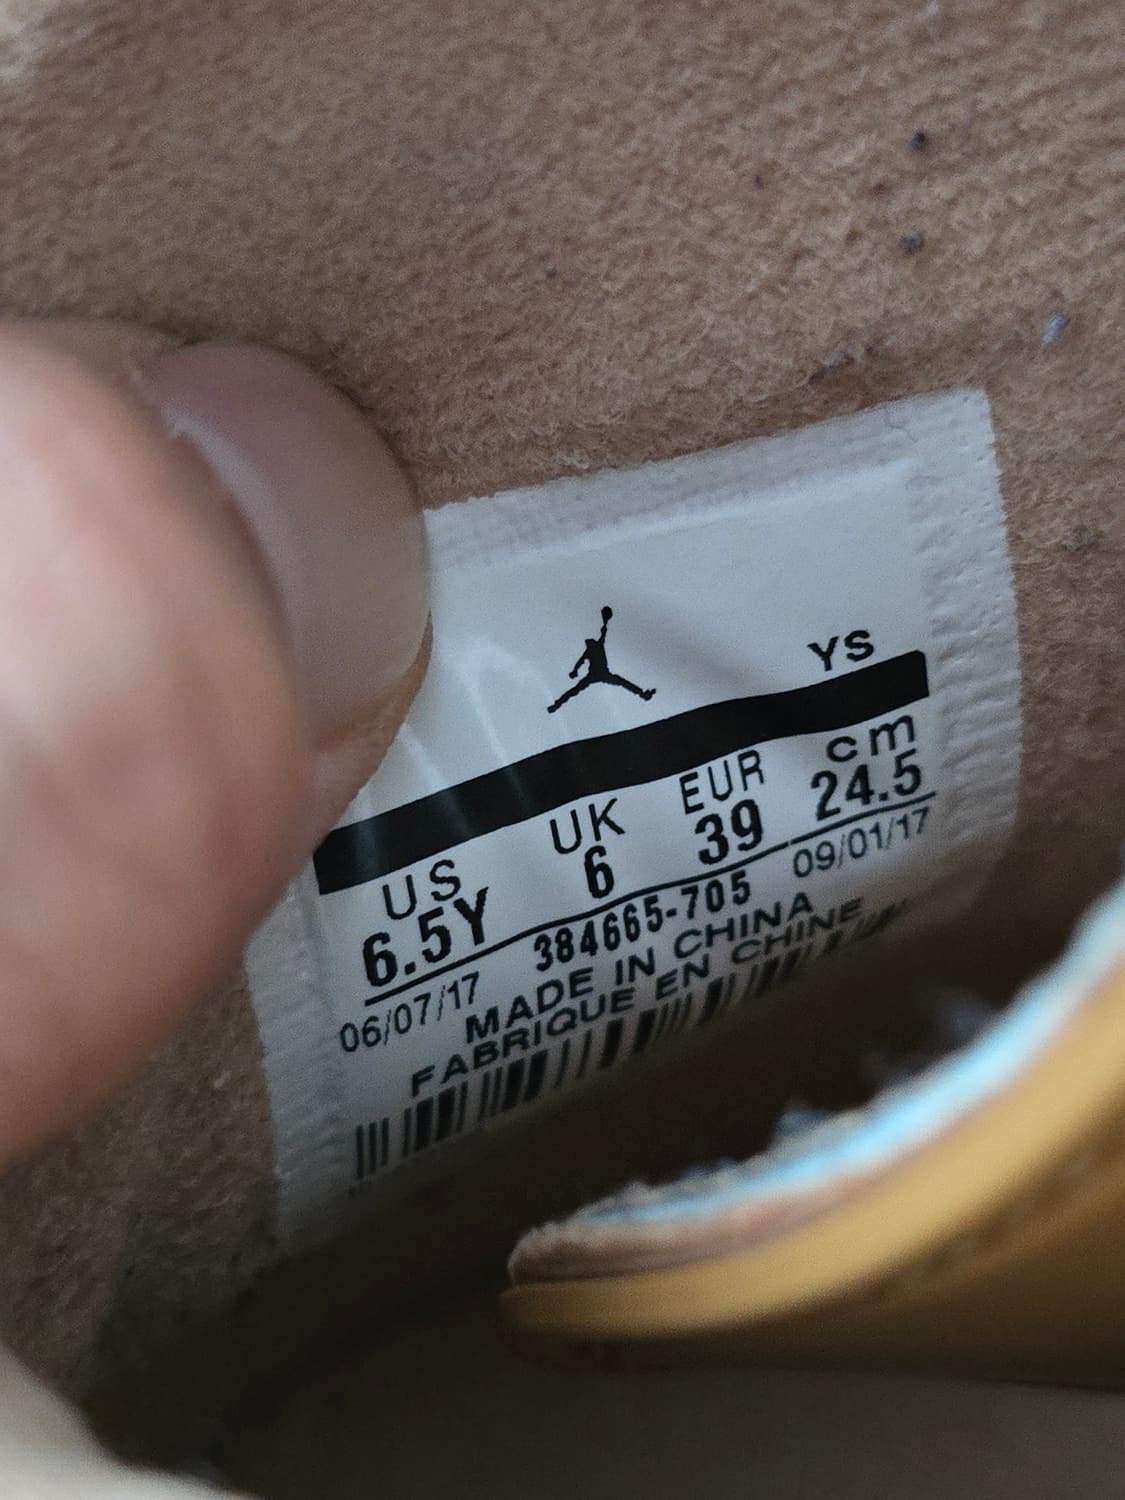 YS
US UK EUR cm
6.5Y 6 39 24.5
06/07/17 384665-705 09/01/17
MADE IN CHINA
FABRIQUE EN CHINE